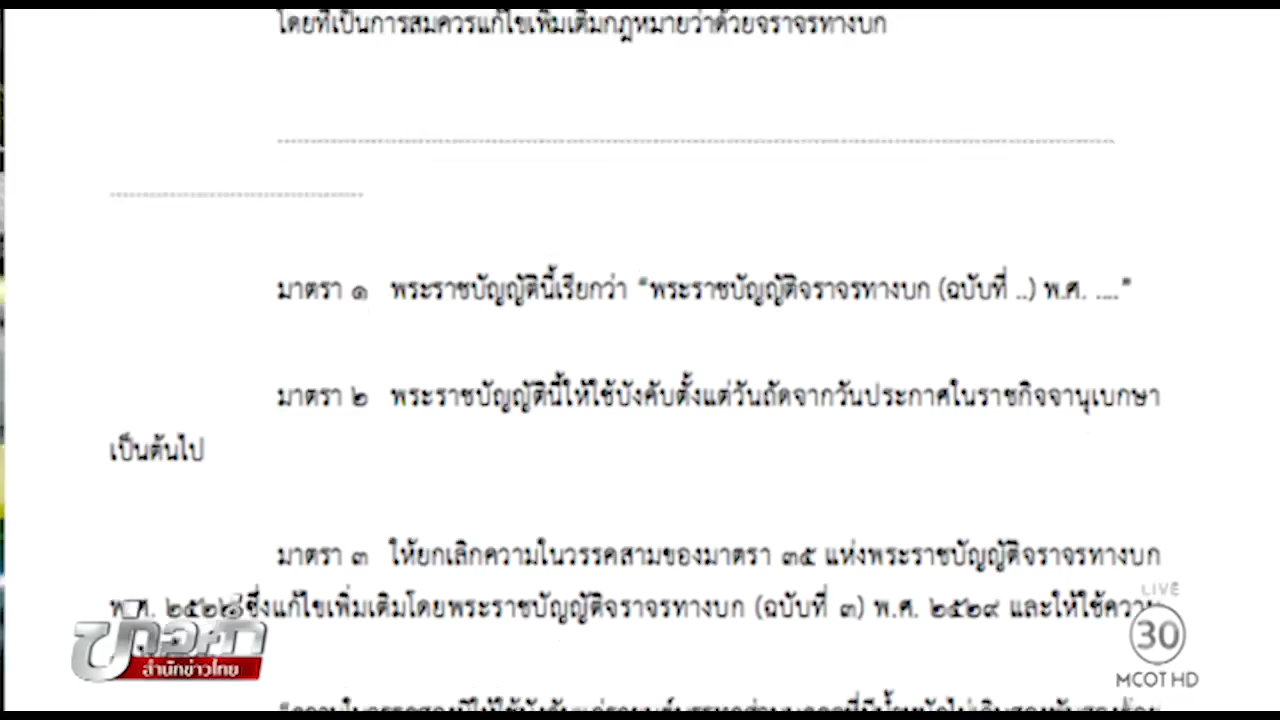 โดยที่เป็นการสมควรแก้ไขเพิ่มเติมกฎหมายว่าด้วยจราจรทางบก
มาตรา ๑ พระราชบัญญัตินี้เรียกว่า “พระราชบัญญัติจราจรทางบก (ฉบับที่ ..) พ.ศ. ....”
มาตรา ๒ พระราชบัญญัตินี้ให้ใช้บังคับตั้งแต่วันถัดจากวันประกาศในราชกิจจานุเบกษา
เป็นต้นไป
มาตรา ๓ ให้ยกเลิกความในวรรคสามของมาตรา ๓๕ แห่งพระราชบัญญัติจราจรทางบก
พ.ศ. ๒๕๒๒ ซึ่งแก้ไขเพิ่มเติมโดยพระราชบัญญัติจราจรทางบก (ฉบับที่ ๓) พ.ศ. ๒๕๒๙ และให้ใช้ความ
ข่าวค่ำ
สำนักข่าวไทย
LIVE
30
MCOT HD